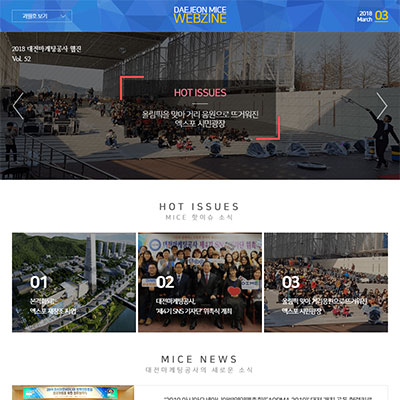 과월호 보기
DAEJEON MICE
WEBZINE
2018
March
03
2018 대전마케팅공사 웹진
Vol. 52
HOT ISSUES
올림픽을 맞아 거리 응원으로 뜨거워진
엑스포 시민광장
HOT ISSUES
MICE 핫이슈 소식
01
본격화되는
엑스포 재창조 사업
02
대전마케팅공사,
'제4기 SNS 기자단' 위촉식 개최
03
올림픽을 맞아 거리응원으로 뜨거워진
엑스포 시민광장
MICE NEWS
대전마케팅공사의 새로운 소식